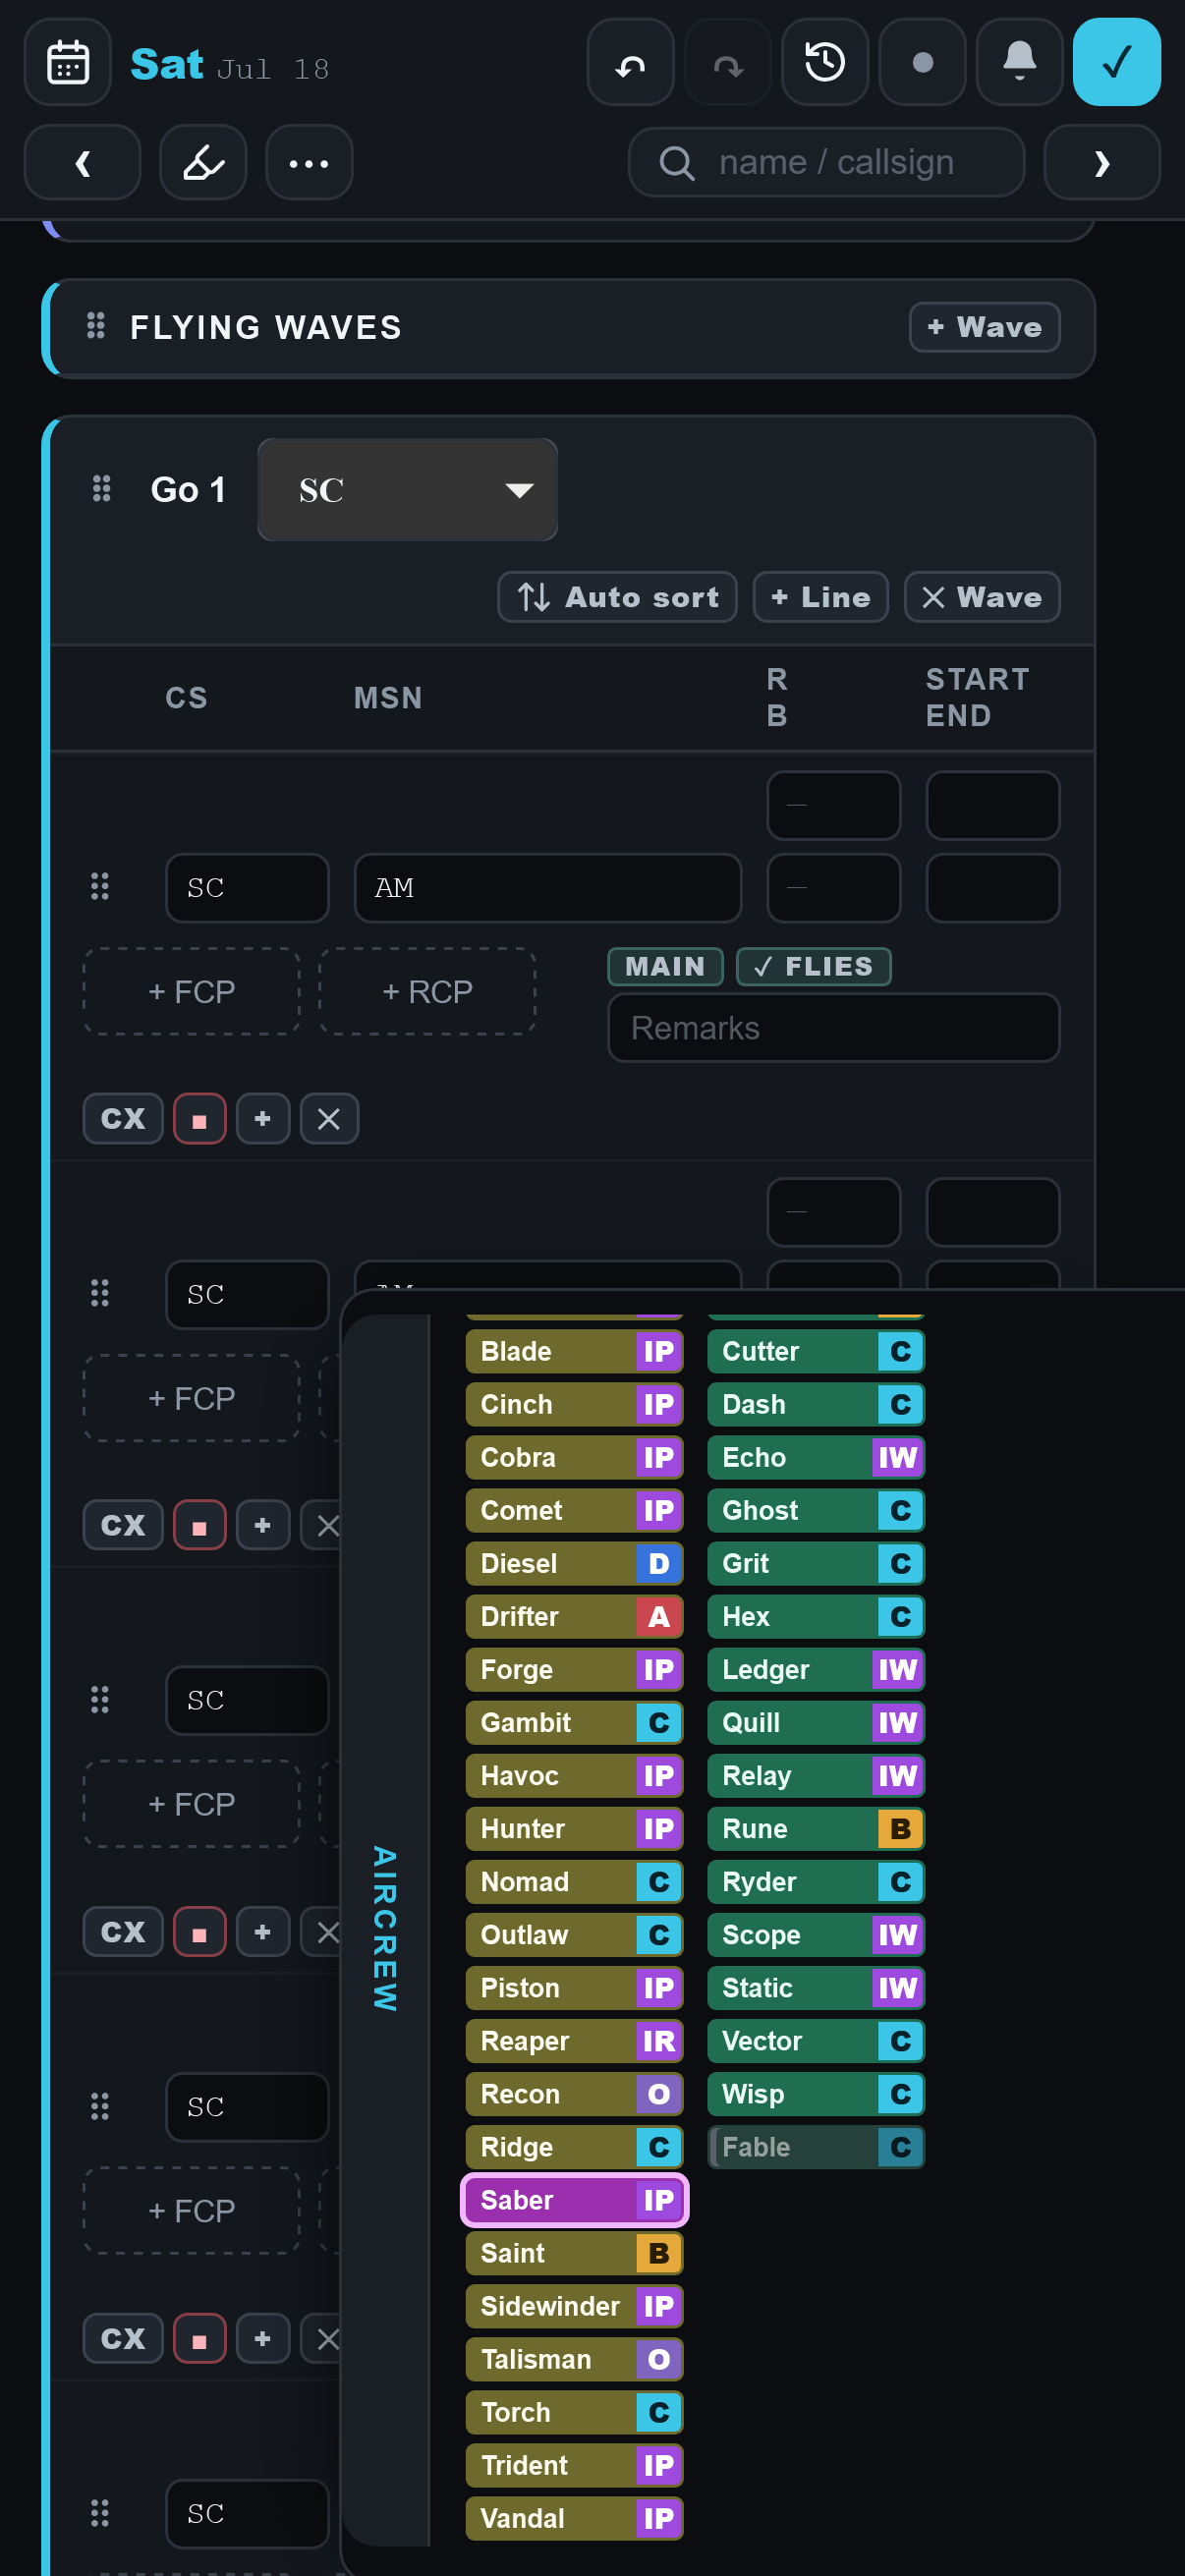 Sat Jul 18
name / callsign
FLYING WAVES
+ Wave
Go 1
SC
Auto sort
+ Line
Wave
CS
MSN
R
B
START
END
SC
AM
+ FCP
+ RCP
MAIN
✓ FLIES
Remarks
CX
+
SC
+ FCP
CX
+
SC
+ FCP
CX
+
SC
+ FCP
CX
+
SC
AIRCREW
Blade IP
Cinch IP
Cobra IP
Comet IP
Diesel D
Drifter A
Forge IP
Gambit C
Havoc IP
Hunter IP
Nomad C
Outlaw C
Piston IP
Reaper IR
Recon O
Ridge C
Saber IP
Saint B
Sidewinder IP
Talisman O
Torch C
Trident IP
Vandal IP
Cutter C
Dash C
Echo IW
Ghost C
Grit C
Hex C
Ledger IW
Quill IW
Relay IW
Rune B
Ryder C
Scope IW
Static IW
Vector C
Wisp C
Fable C